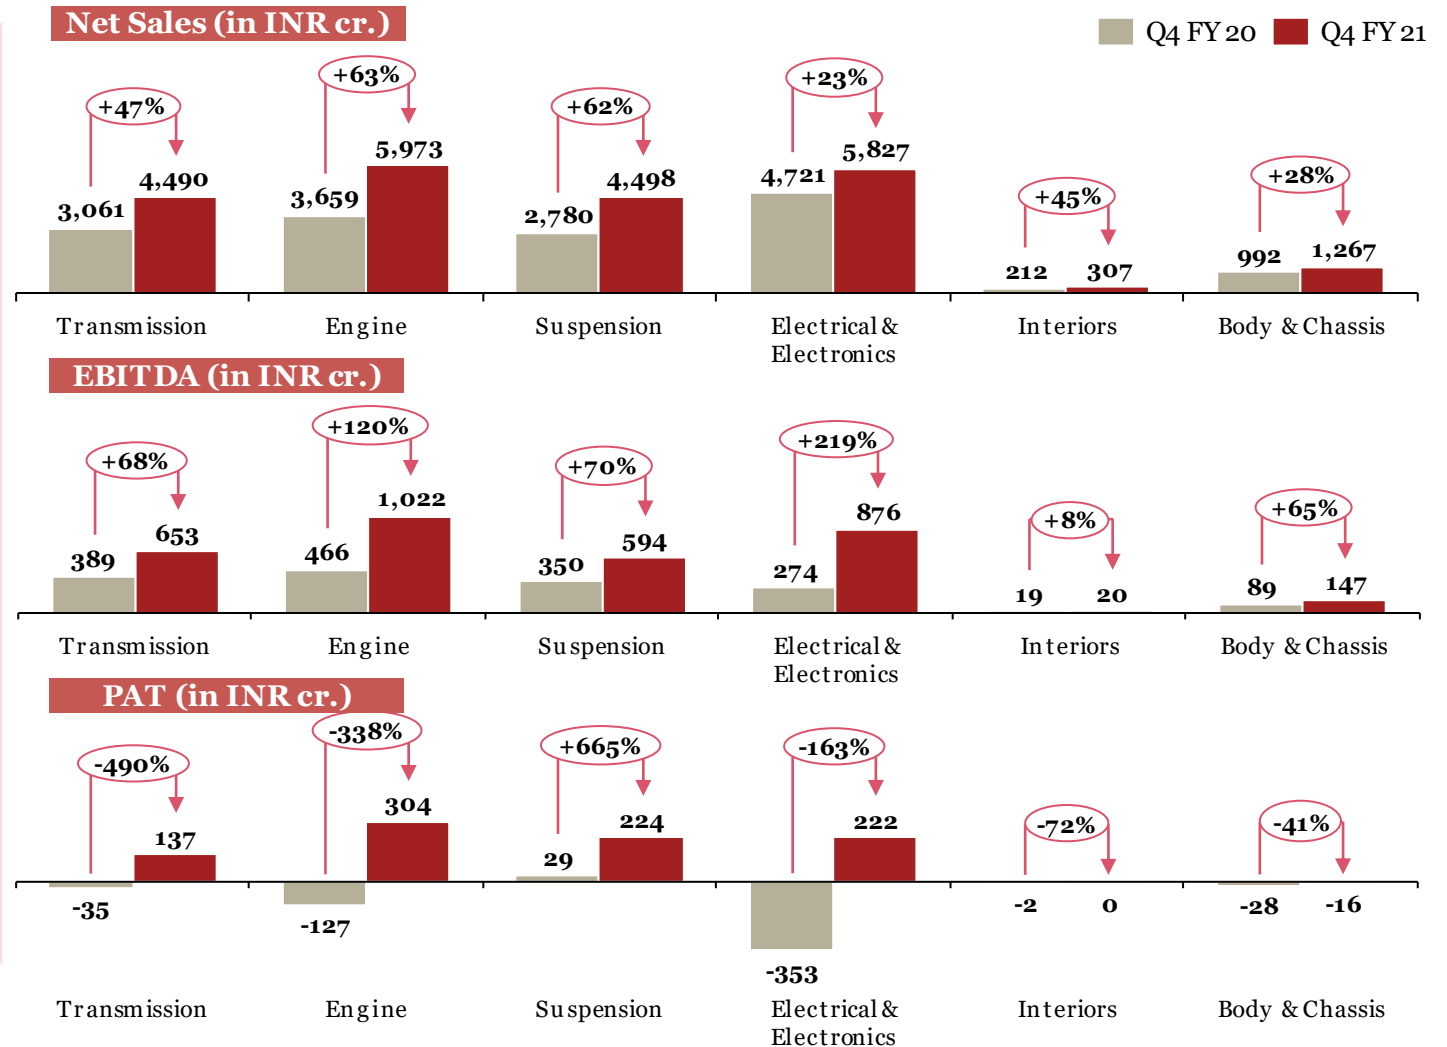 Net Sales (in INR cr.)
Q4 FY 20 Q4 FY 21
+47% +63% +62% +23% +45% +28%
3,061 4,490 3,659 5,973 2,780 4,498 4,721 5,827 212 307 992 1,267
Transmission Engine Suspension Electrical & Interiors Body & Chassis
Electronics
EBITDA (in INR cr.)
+68% +120% +70% +219% +8% +65%
389 653 466 1,022 350 594 274 876 19 20 89 147
Transmission Engine Suspension Electrical & Interiors Body & Chassis
Electronics
PAT (in INR cr.)
-490% -338% +665% -163% -72% -41%
137 304 29 224 222
-35 -127 -353 -2 0 -28 -16
Transmission Engine Suspension Electrical & Interiors Body & Chassis
Electronics